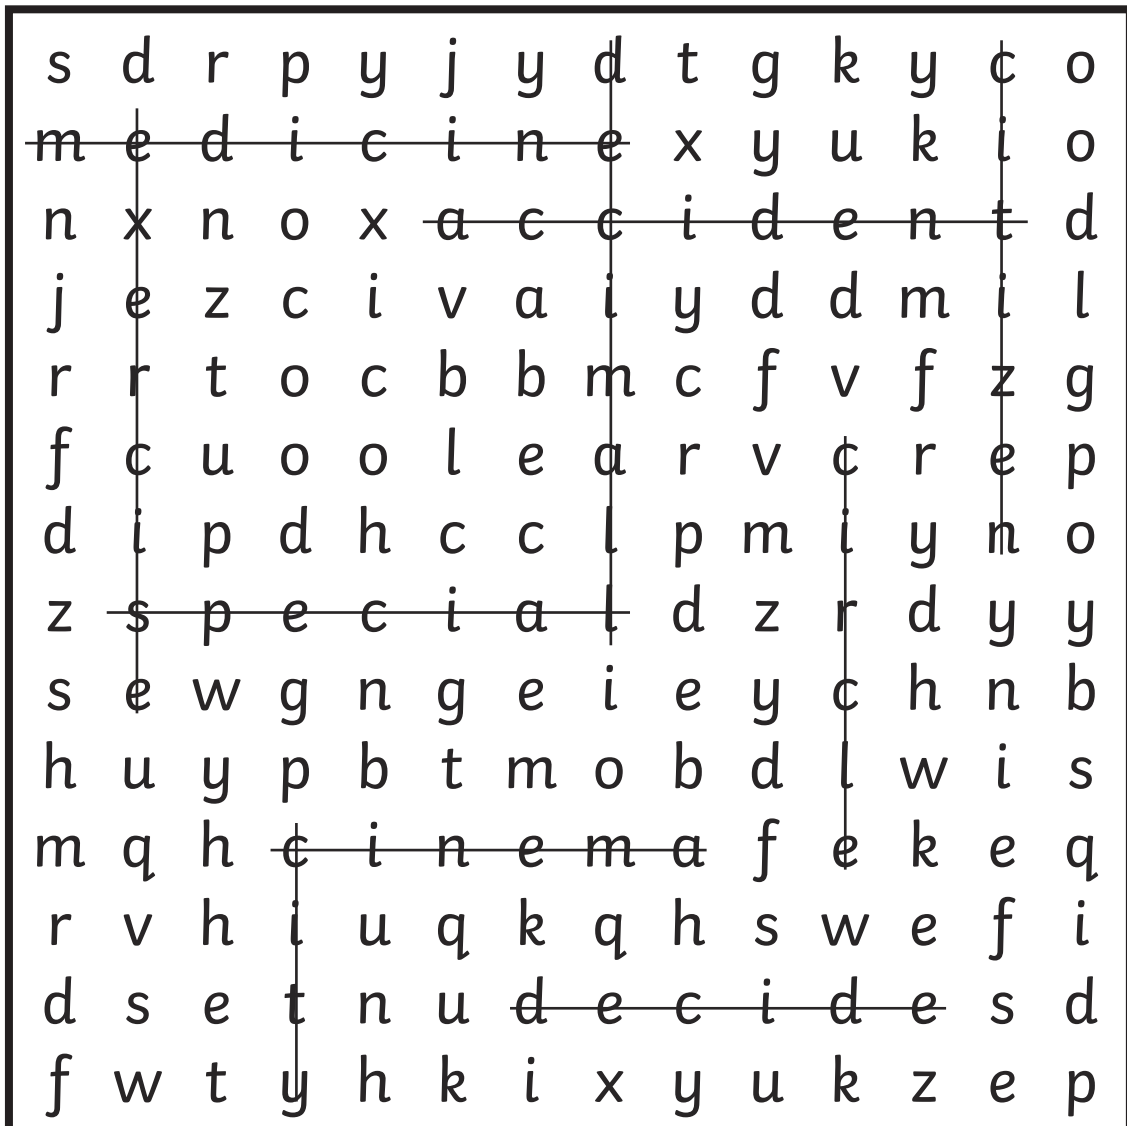 s d r p y j y d t g k y c o
m e d i c i n e x y u k i o
n x n o x a c c i d e n t d
j e z c i v a i y d d m i l
r r t o c b b m c f v f z g
f c u o o l e a r v c r e p
d i p d h c c l p m i y n o
z s p e c i a l d z r d y y
s e w g n g e i e y c h n b
h u y p b t m o b d l w i s
m q h c i n e m a f e k e q
r v h i u q k q h s w e f i
d s e t n u d e c i d e s d
f w t y h k i x y u k z e p